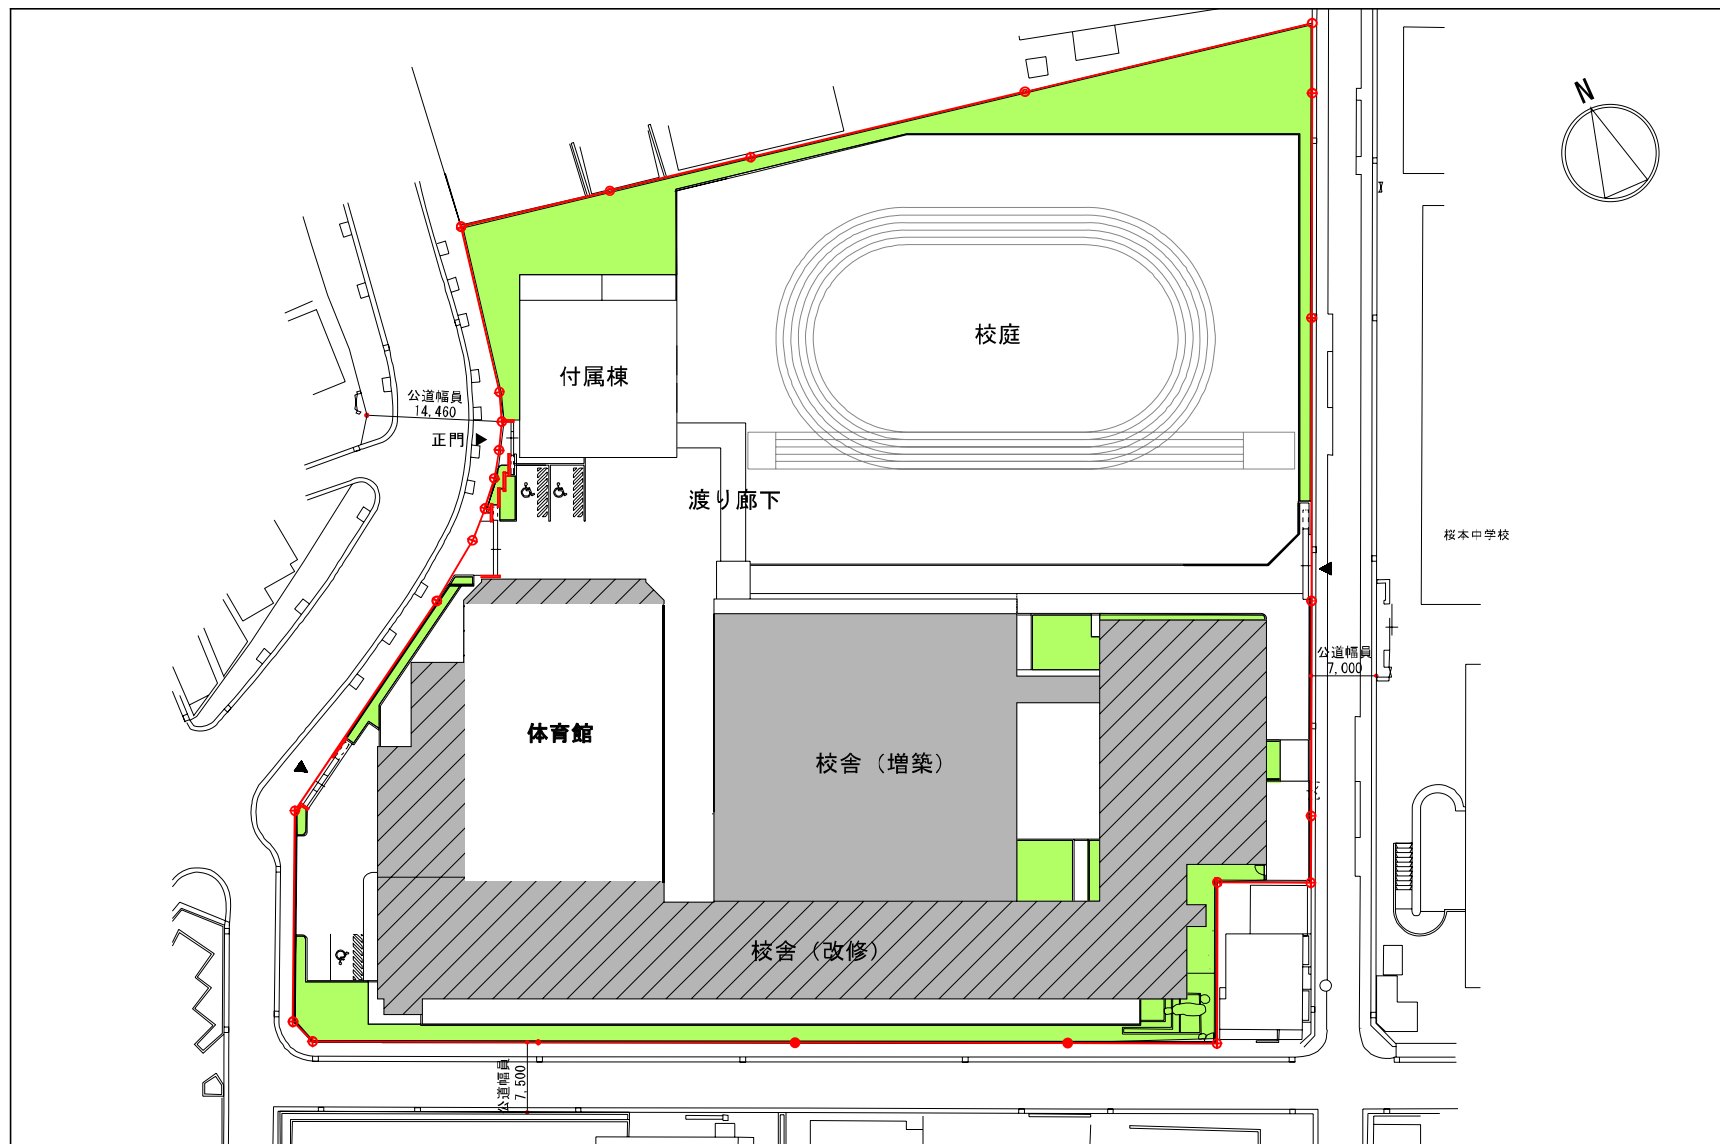 N
校庭
付属棟
公道幅員
14,460
正門
渡り廊下
桜本中学校
公道幅員
7,000
体育館
校舎（増築）
校舎（改修）
公道幅員
7,500